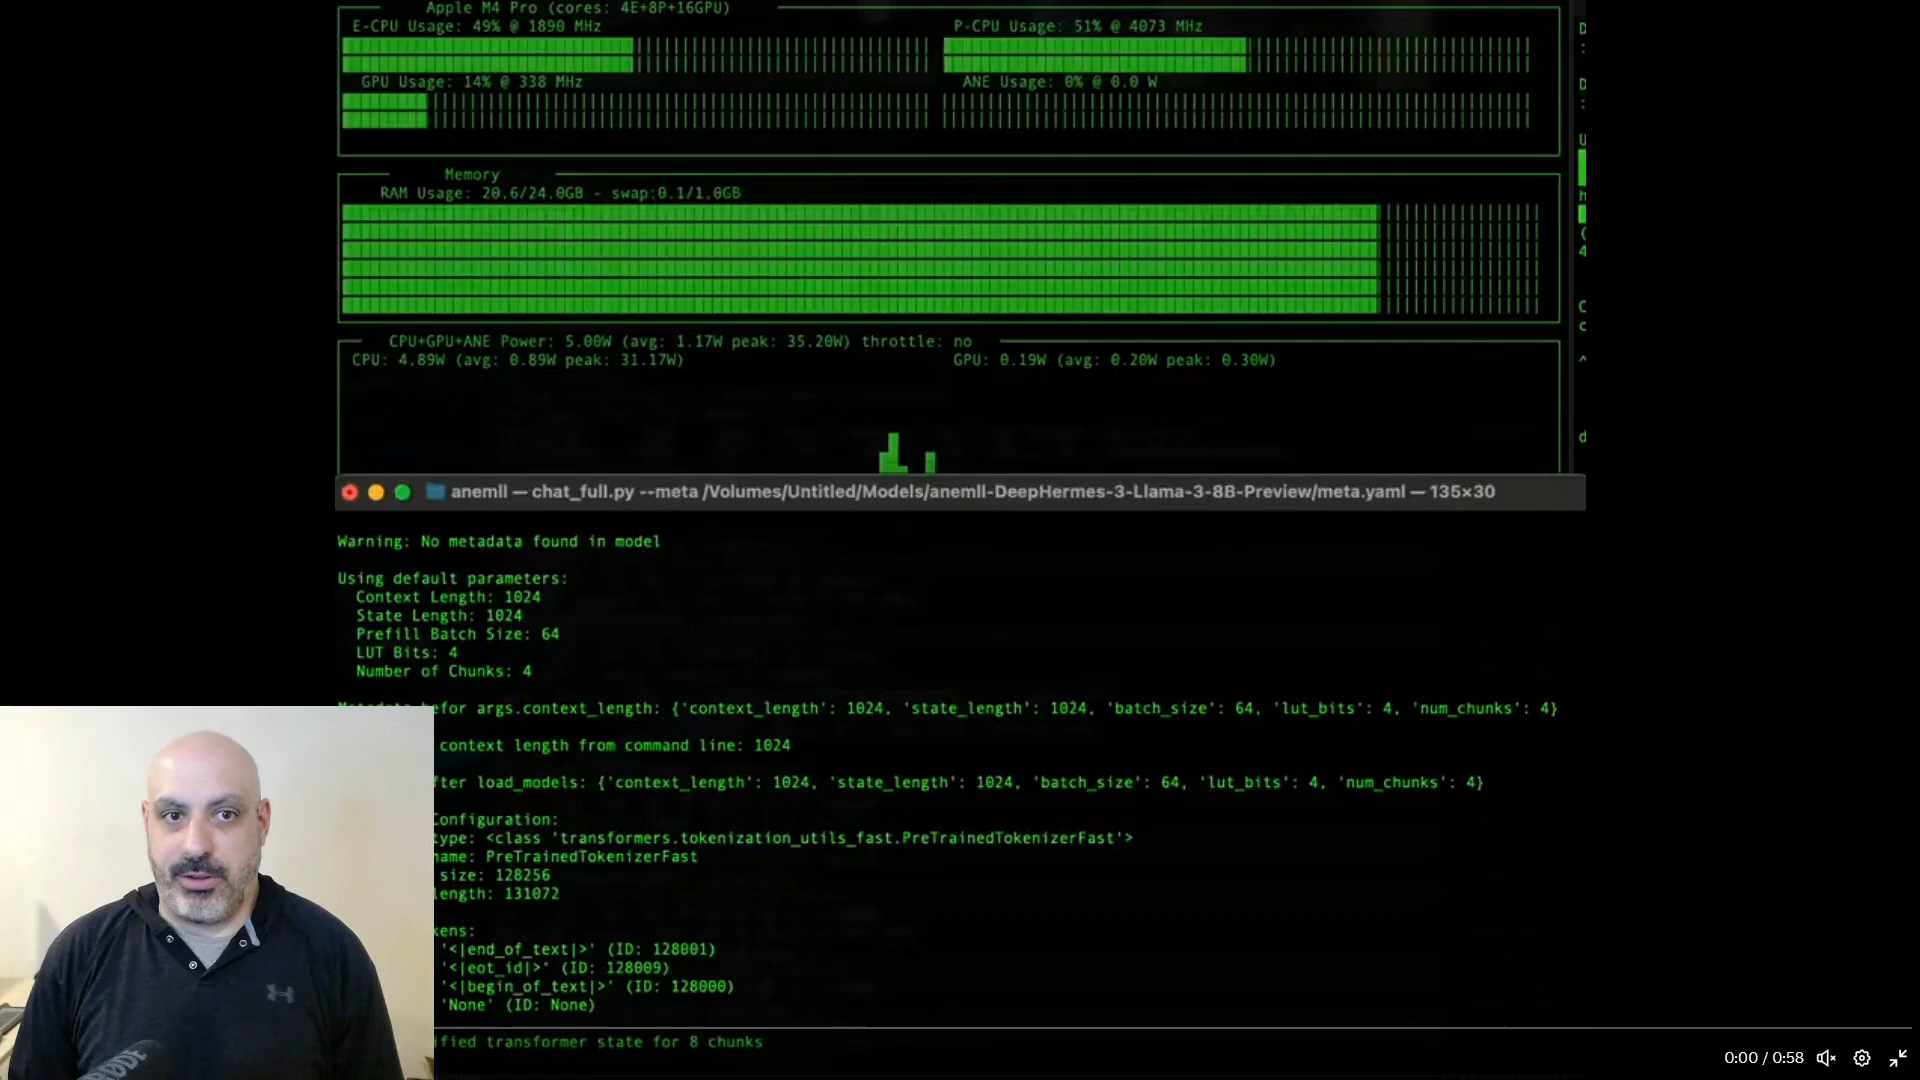 Apple M4 Pro (cores: 4E+8P+16GPU)
E-CPU Usage: 49% @ 1890 MHz
P-CPU Usage: 51% @ 4073 MHz
GPU Usage: 14% @ 338 MHz
ANE Usage: 0% @ 0.0 W
Memory
RAM Usage: 20.6/24.0GB - swap:0.1/1.0GB
CPU+GPU+ANE Power: 5.00W (avg: 1.17W peak: 35.20W) throttle: no
CPU: 4.89W (avg: 0.89W peak: 31.17W)
GPU: 0.19W (avg: 0.20W peak: 0.30W)
anemll — chat_full.py --meta /Volumes/Untitled/Models/anemll-DeepHermes-3-Llama-3-8B-Preview/meta.yaml — 135×30
Warning: No metadata found in model
Using default parameters:
Context Length: 1024
State Length: 1024
Prefill Batch Size: 64
LUT Bits: 4
Number of Chunks: 4
befor args.context_length: {'context_length': 1024, 'state_length': 1024, 'batch_size': 64, 'lut_bits': 4, 'num_chunks': 4}
context length from command line: 1024
fter load_models: {'context_length': 1024, 'state_length': 1024, 'batch_size': 64, 'lut_bits': 4, 'num_chunks': 4}
Configuration:
type: <class 'transformers.tokenization_utils_fast.PreTrainedTokenizerFast'>
name: PreTrainedTokenizerFast
size: 128256
length: 131072
kens:
'<|end_of_text|>' (ID: 128001)
'<|eot_id|>' (ID: 128009)
'<|begin_of_text|>' (ID: 128000)
'None' (ID: None)
ified transformer state for 8 chunks
RODE
0:00 / 0:58